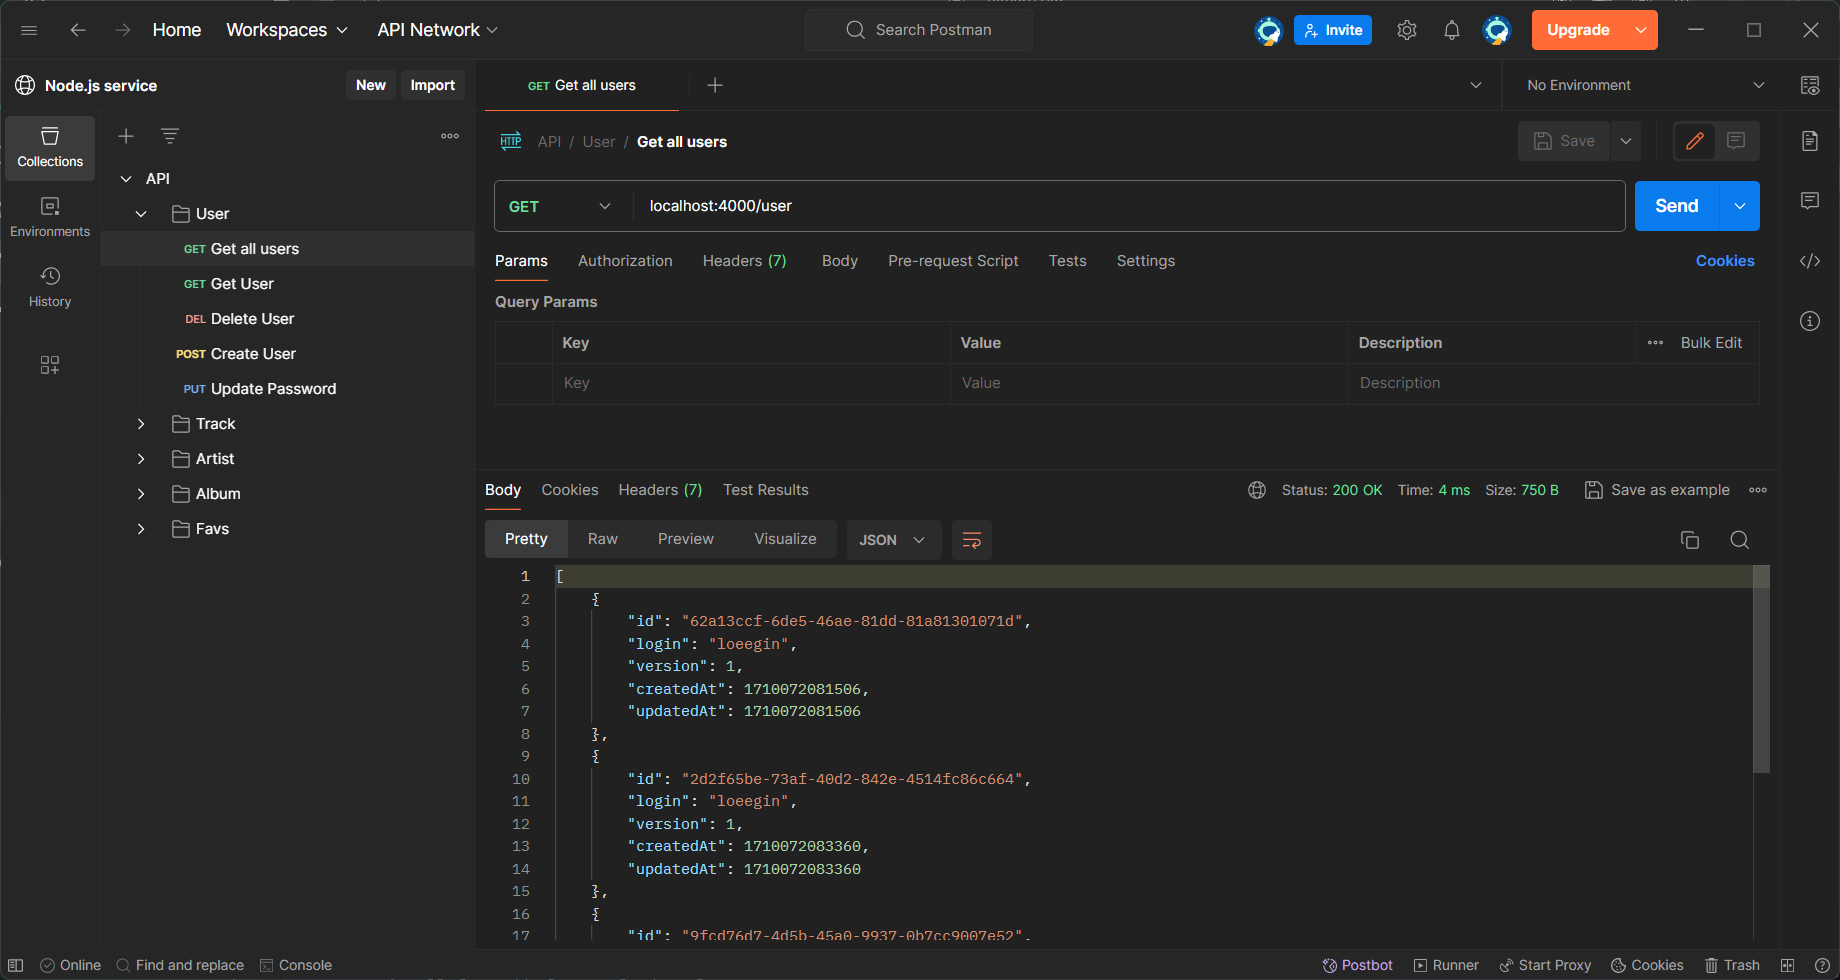 Home Workspaces API Network Search Postman Invite Upgrade
Node.js service New Import GET Get all users No Environment
Collections
Environments
History
API
User
GET Get all users
GET Get User
DEL Delete User
POST Create User
PUT Update Password
Track
Artist
Album
Favs
HTTP API / User / Get all users Save
GET localhost:4000/user Send
Params Authorization Headers (7) Body Pre-request Script Tests Settings Cookies
Query Params
Key Value Description Bulk Edit
Key Value Description
Body Cookies Headers (7) Test Results Status: 200 OK Time: 4 ms Size: 750 B Save as example
Pretty Raw Preview Visualize JSON
1 [
2 {
3 "id": "62a13ccf-6de5-46ae-81dd-81a81301071d",
4 "login": "loeegin",
5 "version": 1,
6 "createdAt": 1710072081506,
7 "updatedAt": 1710072081506
8 },
9 {
10 "id": "2d2f65be-73af-40d2-842e-4514fc86c664",
11 "login": "loeegin",
12 "version": 1,
13 "createdAt": 1710072083360,
14 "updatedAt": 1710072083360
15 },
16 {
17 "id": "9fcd76d7-4d5b-45a0-9937-0b7cc9007e52",
Online Find and replace Console Postbot Runner Start Proxy Cookies Trash